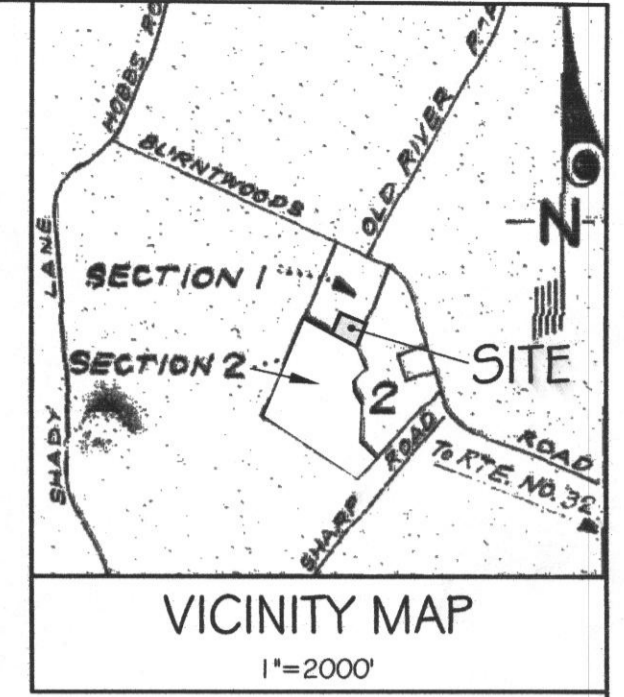 HOBBS RO
BURNTWOODS
OLD RIVER
N
SHADY LANE
SECTION 1
SECTION 2
SITE
2
SHARP ROAD
ROAD
To RTE. NO. 32
VICINITY MAP
1"=2000'